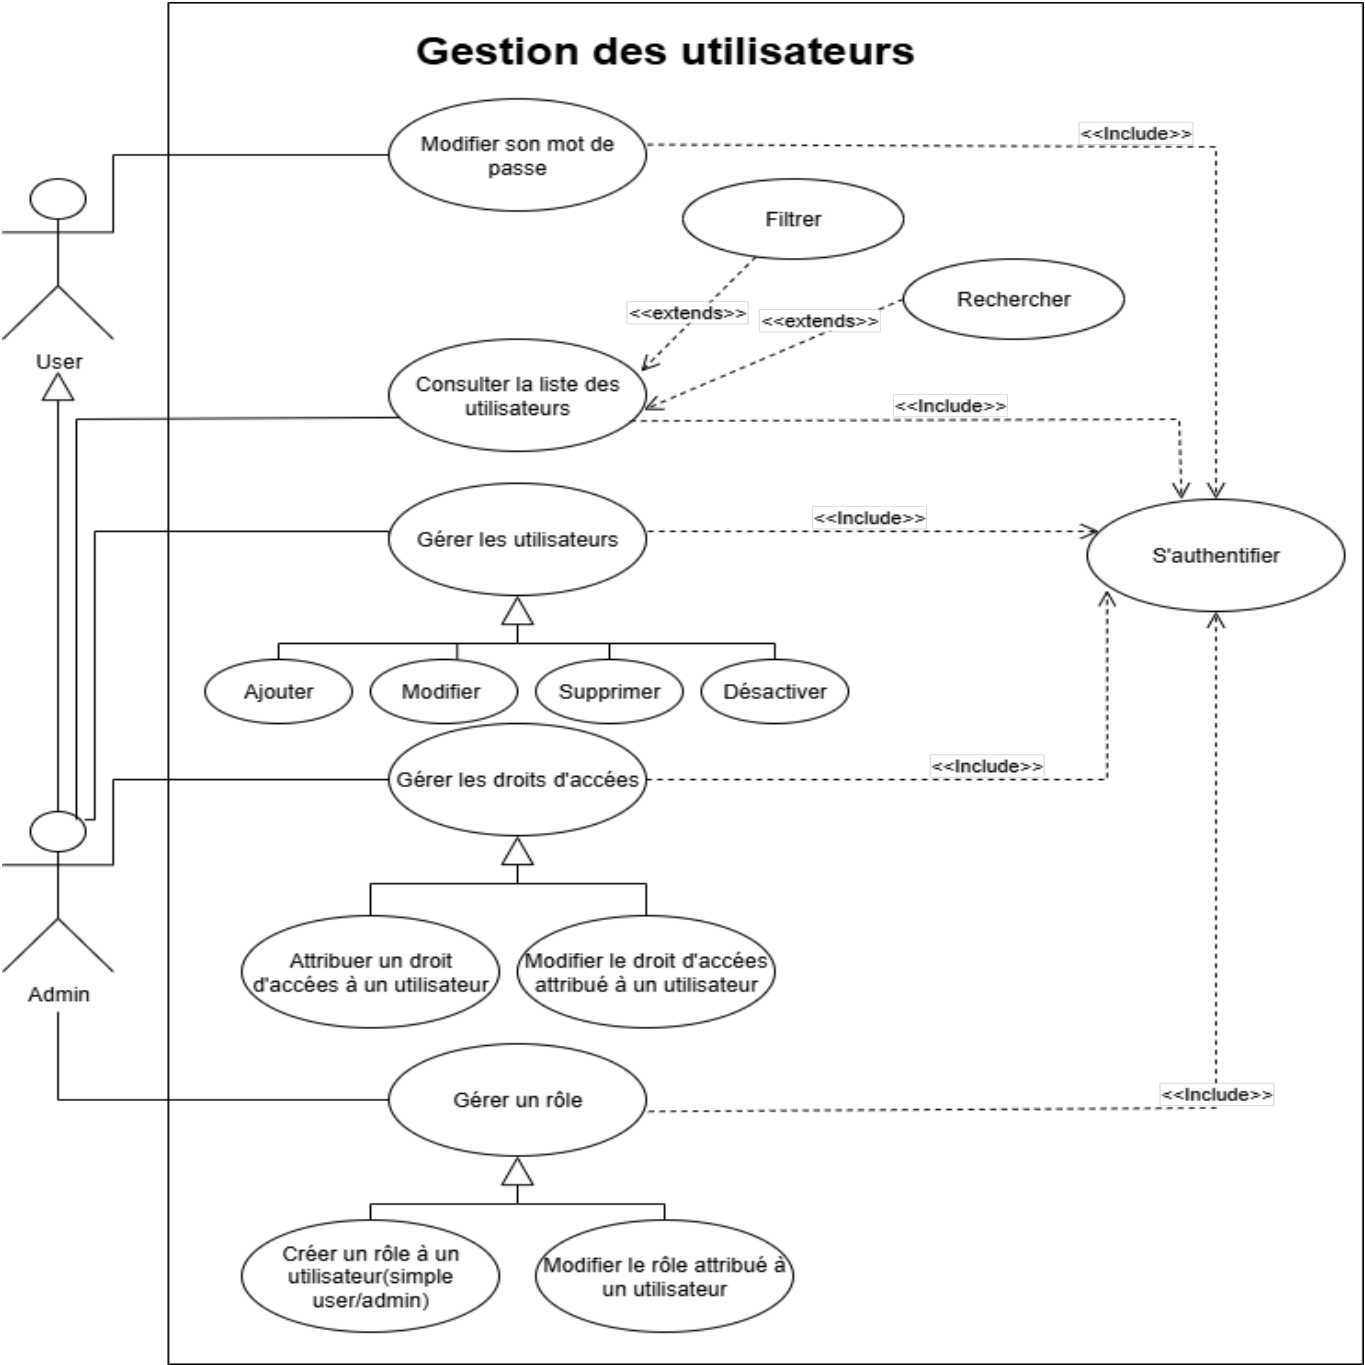 Gestion des utilisateurs
Modifier son mot de
passe
<<Include>>
Filtrer
Rechercher
<<extends>>
<<extends>>
User
Consulter la liste des
utilisateurs
<<Include>>
Gérer les utilisateurs
<<Include>>
S'authentifier
Ajouter
Modifier
Supprimer
Désactiver
Gérer les droits d'accées
<<Include>>
Attribuer un droit
d'accées à un utilisateur
Modifier le droit d'accées
attribué à un utilisateur
Admin
Gérer un rôle
<<Include>>
Créer un rôle à un
utilisateur(simple
user/admin)
Modifier le rôle attribué à
un utilisateur